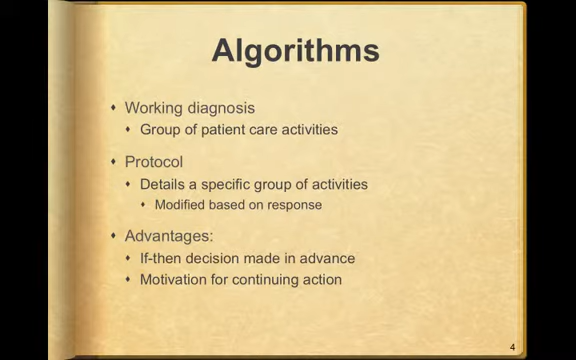 Algorithms
Working diagnosis
Group of patient care activities
Protocol
Details a specific group of activities
Modified based on response
Advantages:
If-then decision made in advance
Motivation for continuing action
4